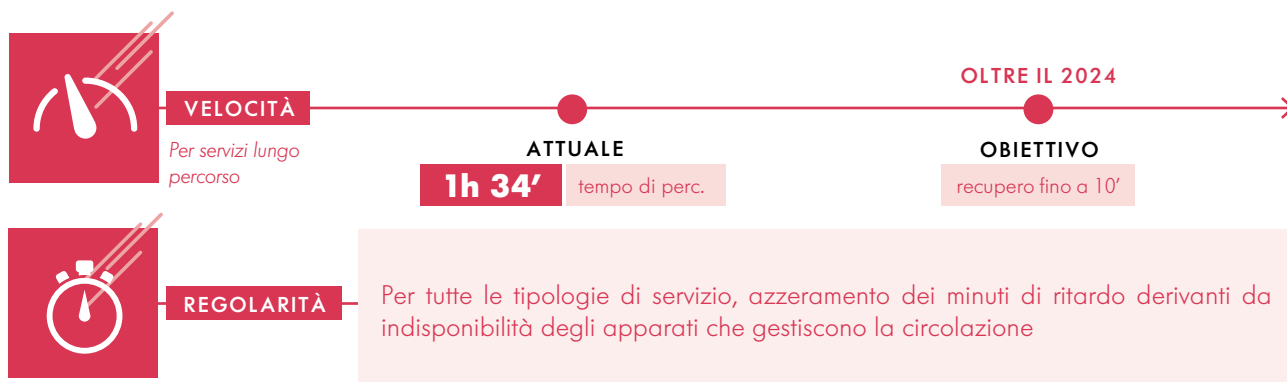 OLTRE IL 2024
VELOCITÀ
Per servizi lungo
percorso
ATTUALE
1h 34’
tempo di perc.
OBIETTIVO
recupero fino a 10’
REGOLARITÀ
Per tutte le tipologie di servizio, azzeramento dei minuti di ritardo derivanti da
indisponibilità degli apparati che gestiscono la circolazione